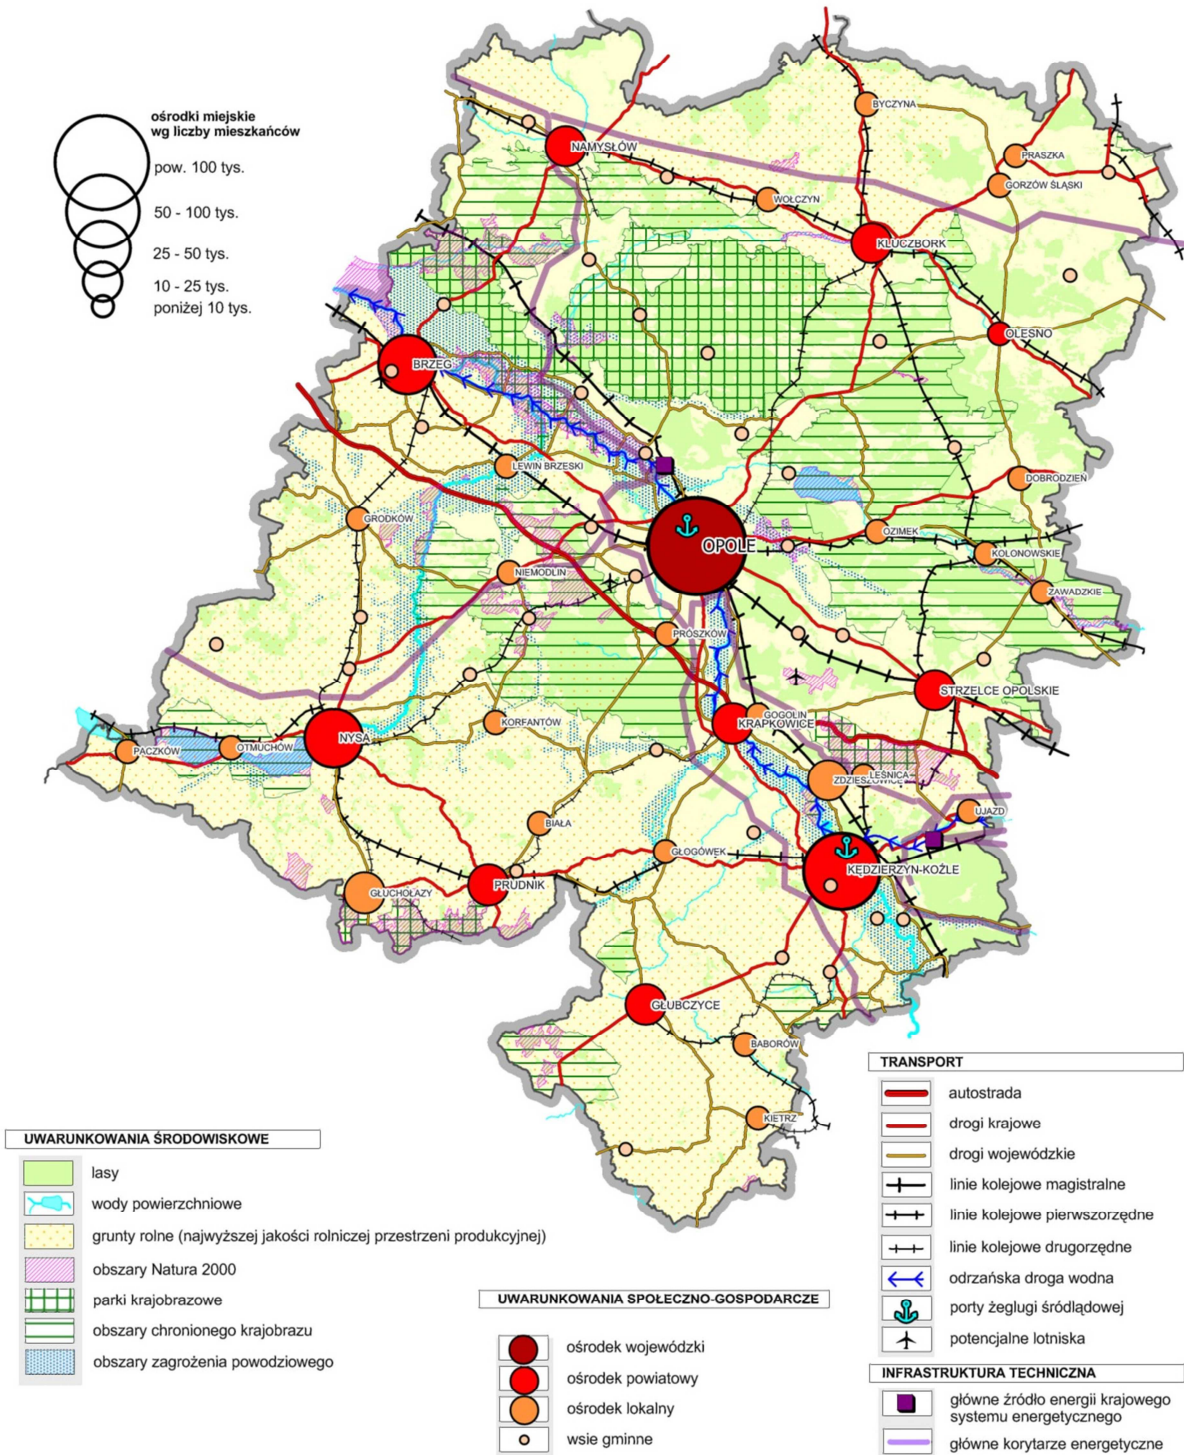 ośrodki miejskie
wg liczby mieszkańców
pow. 100 tys.
50 - 100 tys.
25 - 50 tys.
10 - 25 tys.
poniżej 10 tys.
BYCZYNA
NAMYSŁÓW
PRASZKA
GORZÓW ŚLĄSKI
WOŁCZYN
KLUCZBORK
OLESNO
BRZEG
LEWIN BRZESKI
DOBRODZIEŃ
GRODKÓW
OZIMEK
OPOLE
KOLONOWSKIE
NIEMODLIN
ZAWADZKIE
PRÓSZKÓW
STRZELCE OPOLSKIE
GOGOLIN
KRAPKOWICE
KORFANTÓW
NYSA
OTMUCHÓW
PACZKÓW
LEŚNICA
ZDZIESZOWICE
UJAZD
BIAŁA
GŁOGÓWEK
KĘDZIERZYN-KOŹLE
PRUDNIK
GŁUCHOŁAZY
GŁUBCZYCE
BABORÓW
KIETRZ
UWARUNKOWANIA ŚRODOWISKOWE
lasy
wody powierzchniowe
grunty rolne (najwyższej jakości rolniczej przestrzeni produkcyjnej)
obszary Natura 2000
parki krajobrazowe
obszary chronionego krajobrazu
obszary zagrożenia powodziowego
UWARUNKOWANIA SPOŁECZNO-GOSPODARCZE
ośrodek wojewódzki
ośrodek powiatowy
ośrodek lokalny
wsie gminne
TRANSPORT
autostrada
drogi krajowe
drogi wojewódzkie
linie kolejowe magistralne
linie kolejowe pierwszorzędne
linie kolejowe drugorzędne
odrzańska droga wodna
porty żeglugi śródlądowej
potencjalne lotniska
INFRASTRUKTURA TECHNICZNA
główne źródło energii krajowego
systemu energetycznego
główne korytarze energetyczne